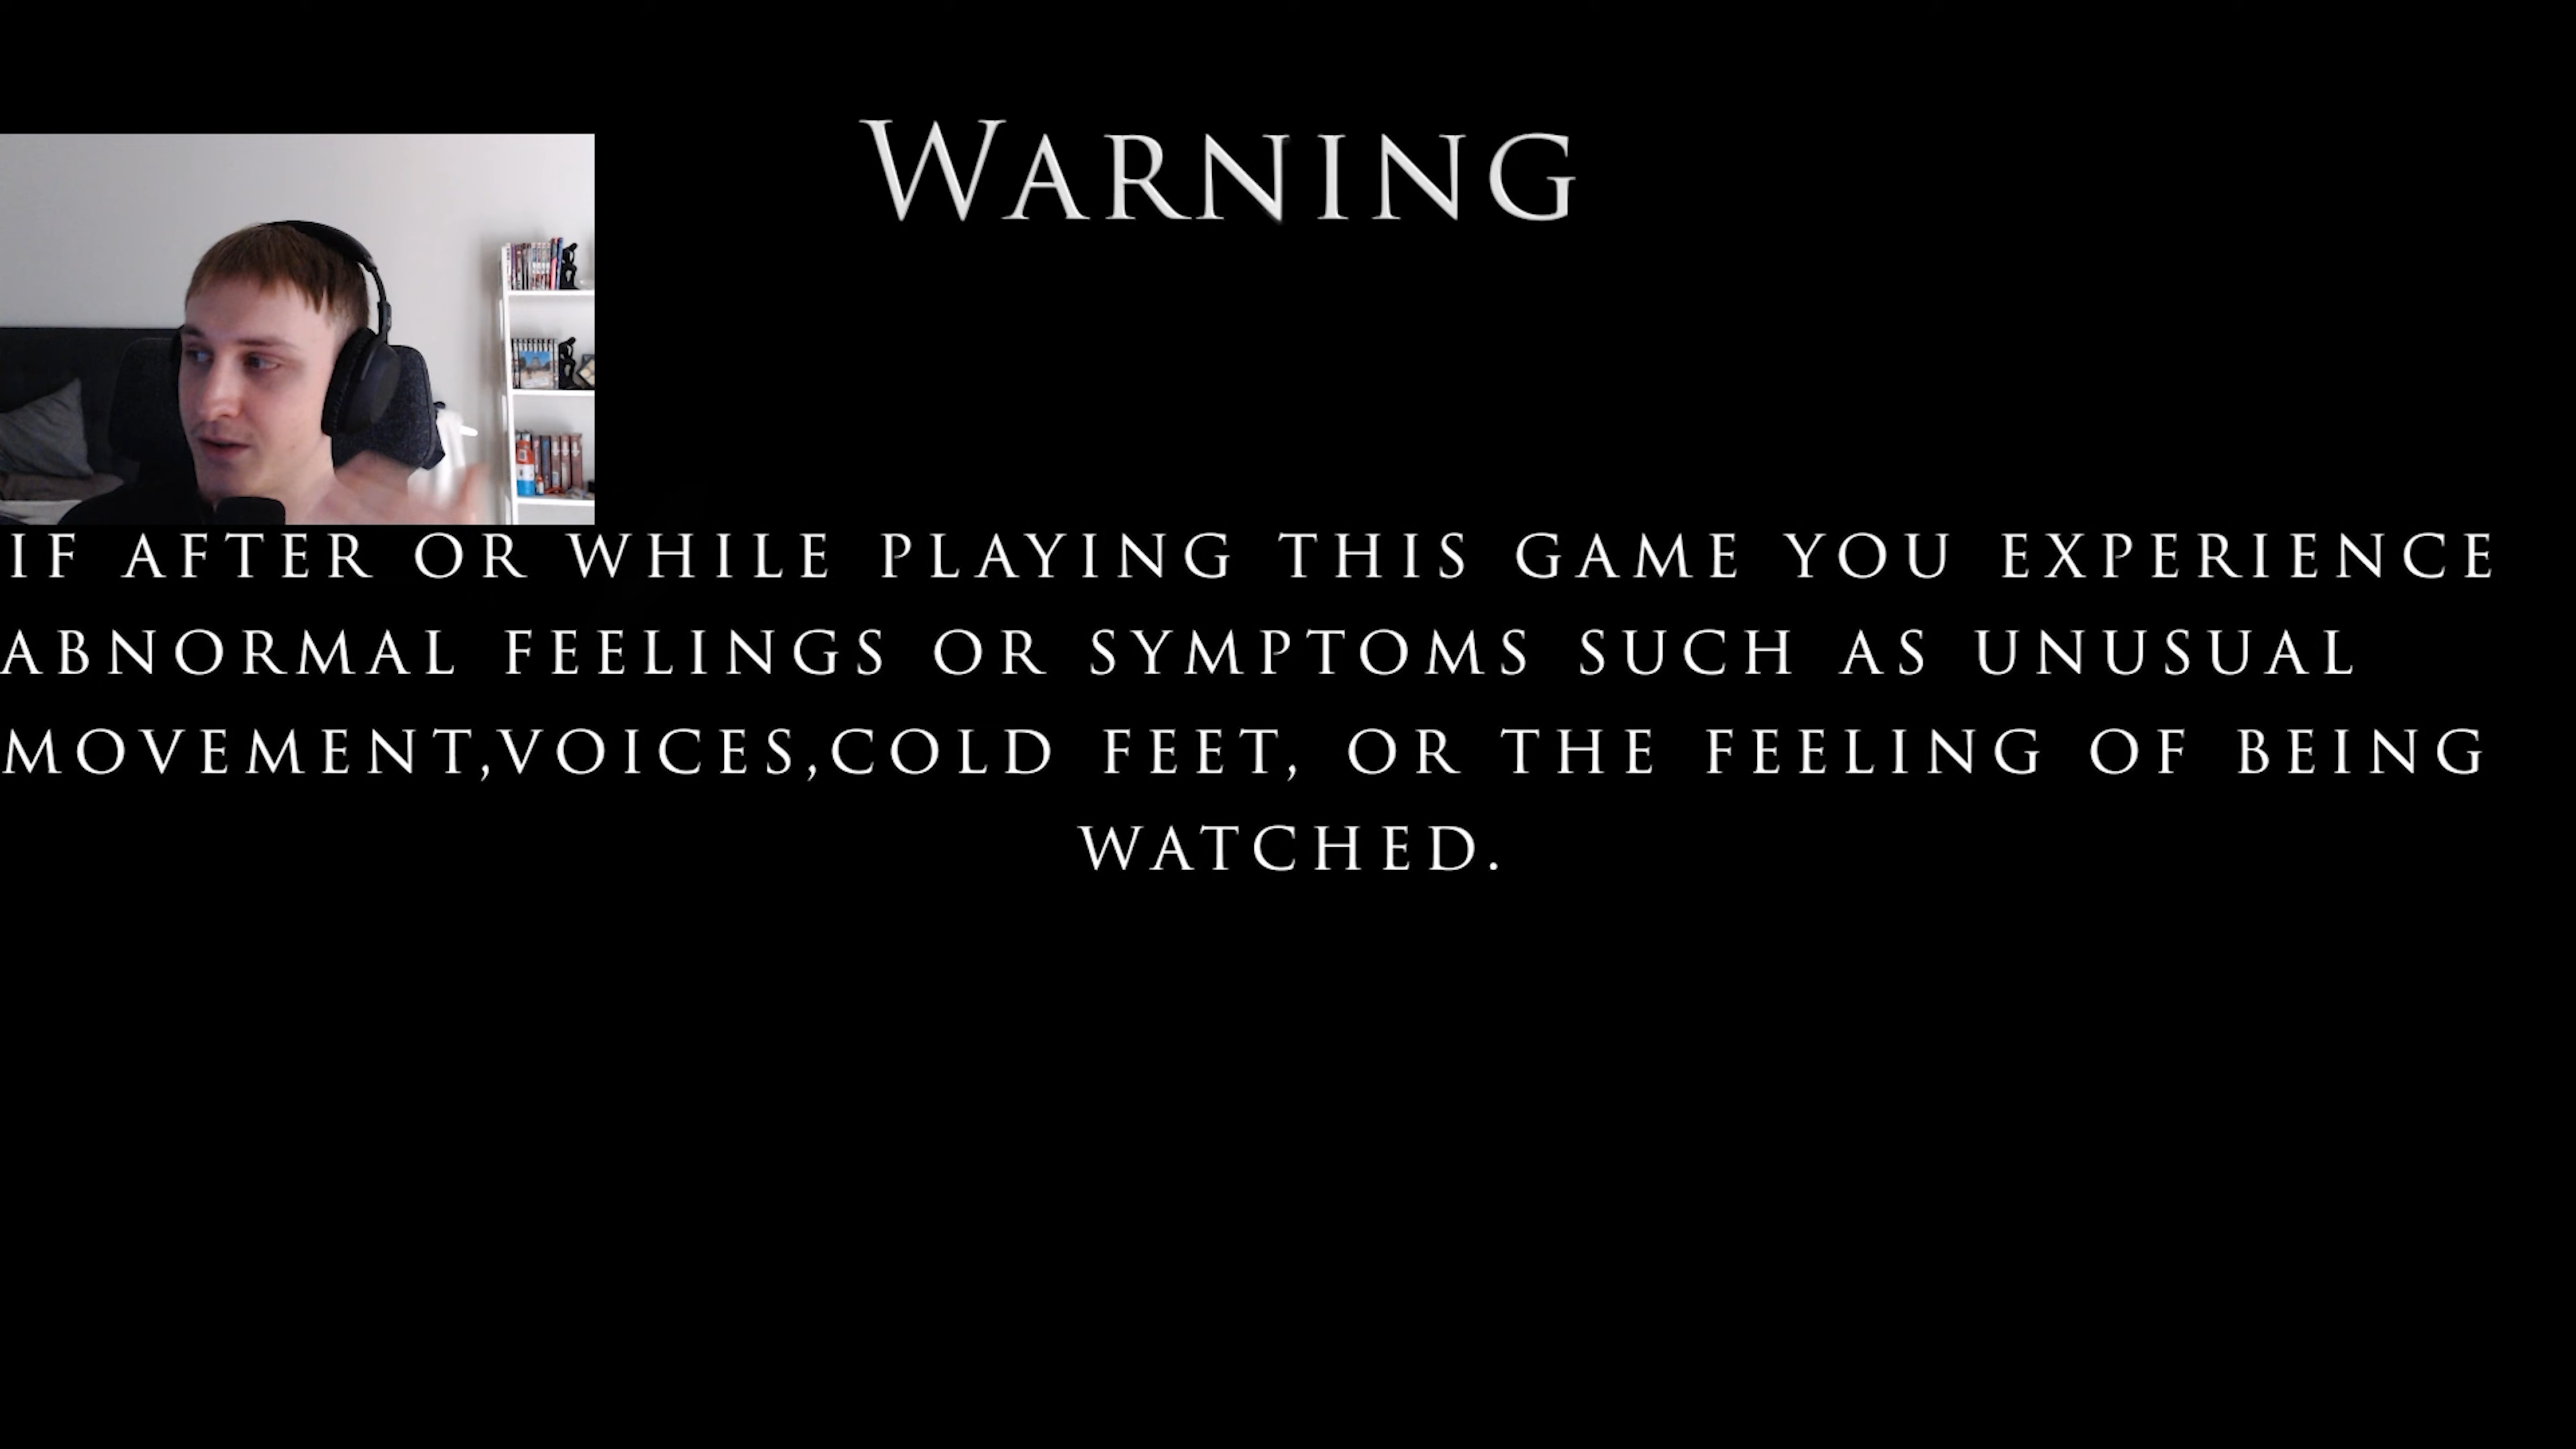 WARNING
IF AFTER OR WHILE PLAYING THIS GAME YOU EXPERIENCE
ABNORMAL FEELINGS OR SYMPTOMS SUCH AS UNUSUAL
MOVEMENT,VOICES,COLD FEET, OR THE FEELING OF BEING
WATCHED.